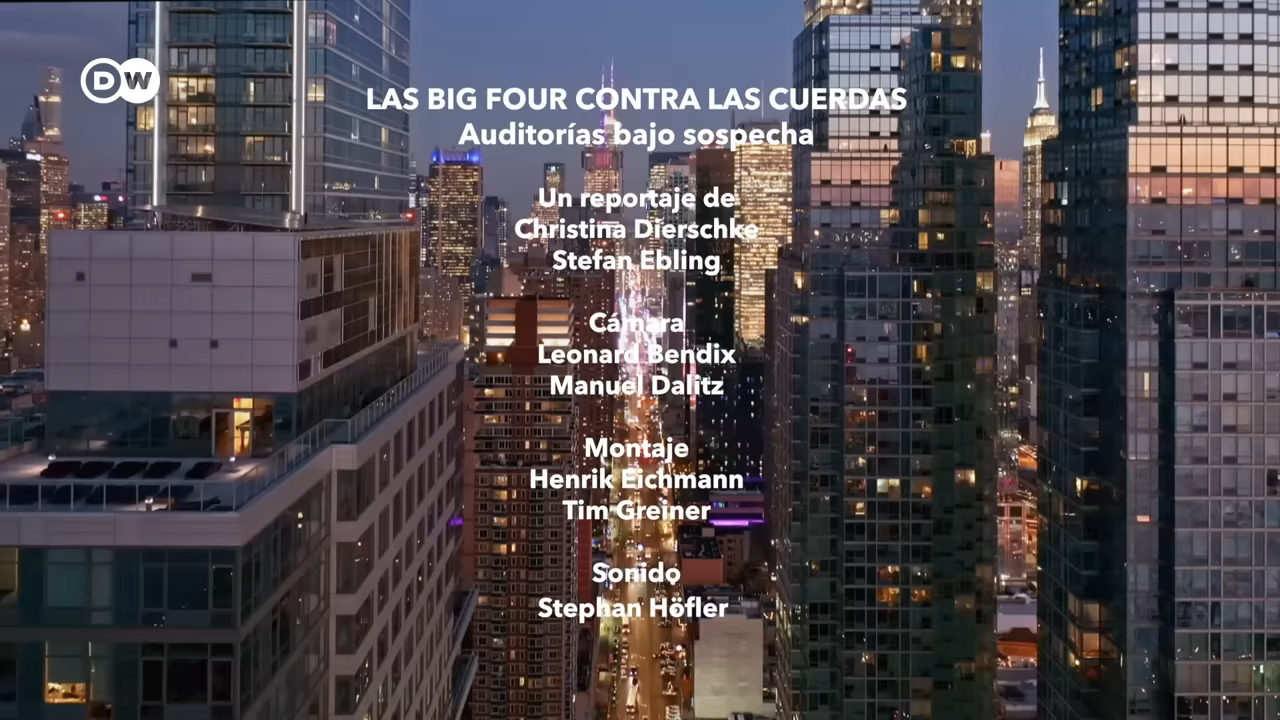 DW
LAS BIG FOUR CONTRA LAS CUERDAS
Auditorías bajo sospecha
Un reportaje de
Christina Dierschke
Stefan Ebling
Cámara
Leonard Bendix
Manuel Dalitz
Montaje
Henrik Eichmann
Tim Greiner
Sonido
Stephan Höfler